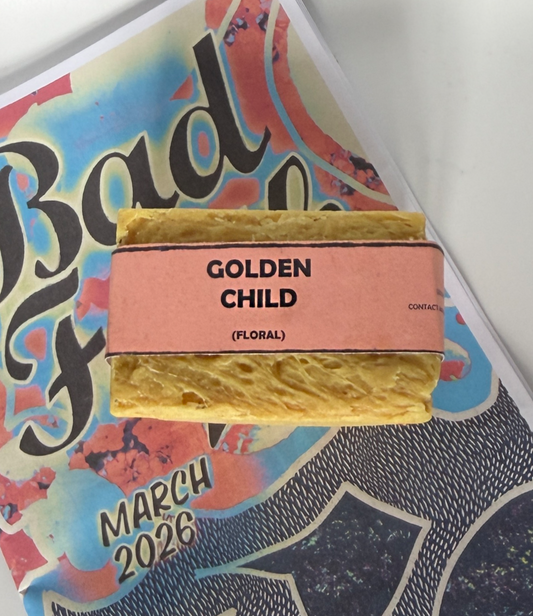 Bad
MARCH
2026
GOLDEN
CHILD
(FLORAL)
CONTACT